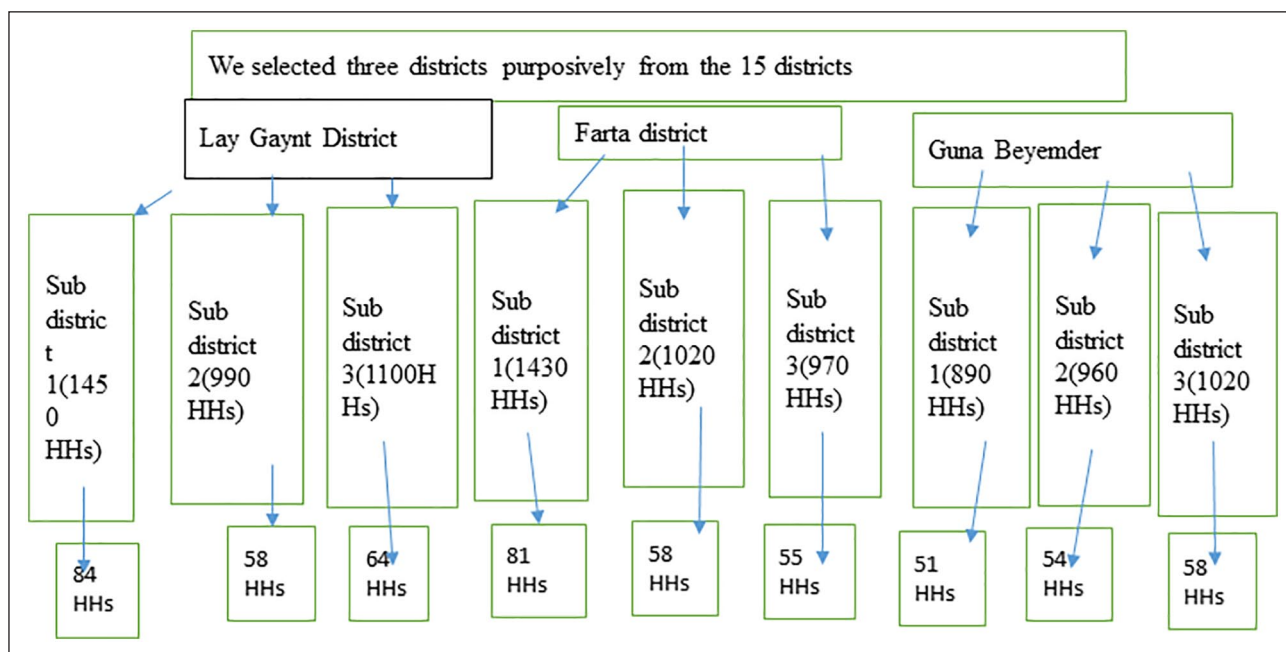 We selected three districts purposively from the 15 districts
Lay Gaynt District
Farta district
Guna Beyemder
Sub
distric
t
1(145
0
HHs)
Sub
district
2(990
HHs)
Sub
district
3(1100H
Hs)
Sub
district
1(1430
HHs)
Sub
district
2(1020
HHs)
Sub
district
3(970
HHs)
Sub
district
1(890
HHs)
Sub
district
2(960
HHs)
Sub
district
3(1020
HHs)
84
HHs
58
HHs
64
HHs
81
HHs
58
HHs
55
HHs
51
HHs
54
HHs
58
HHs